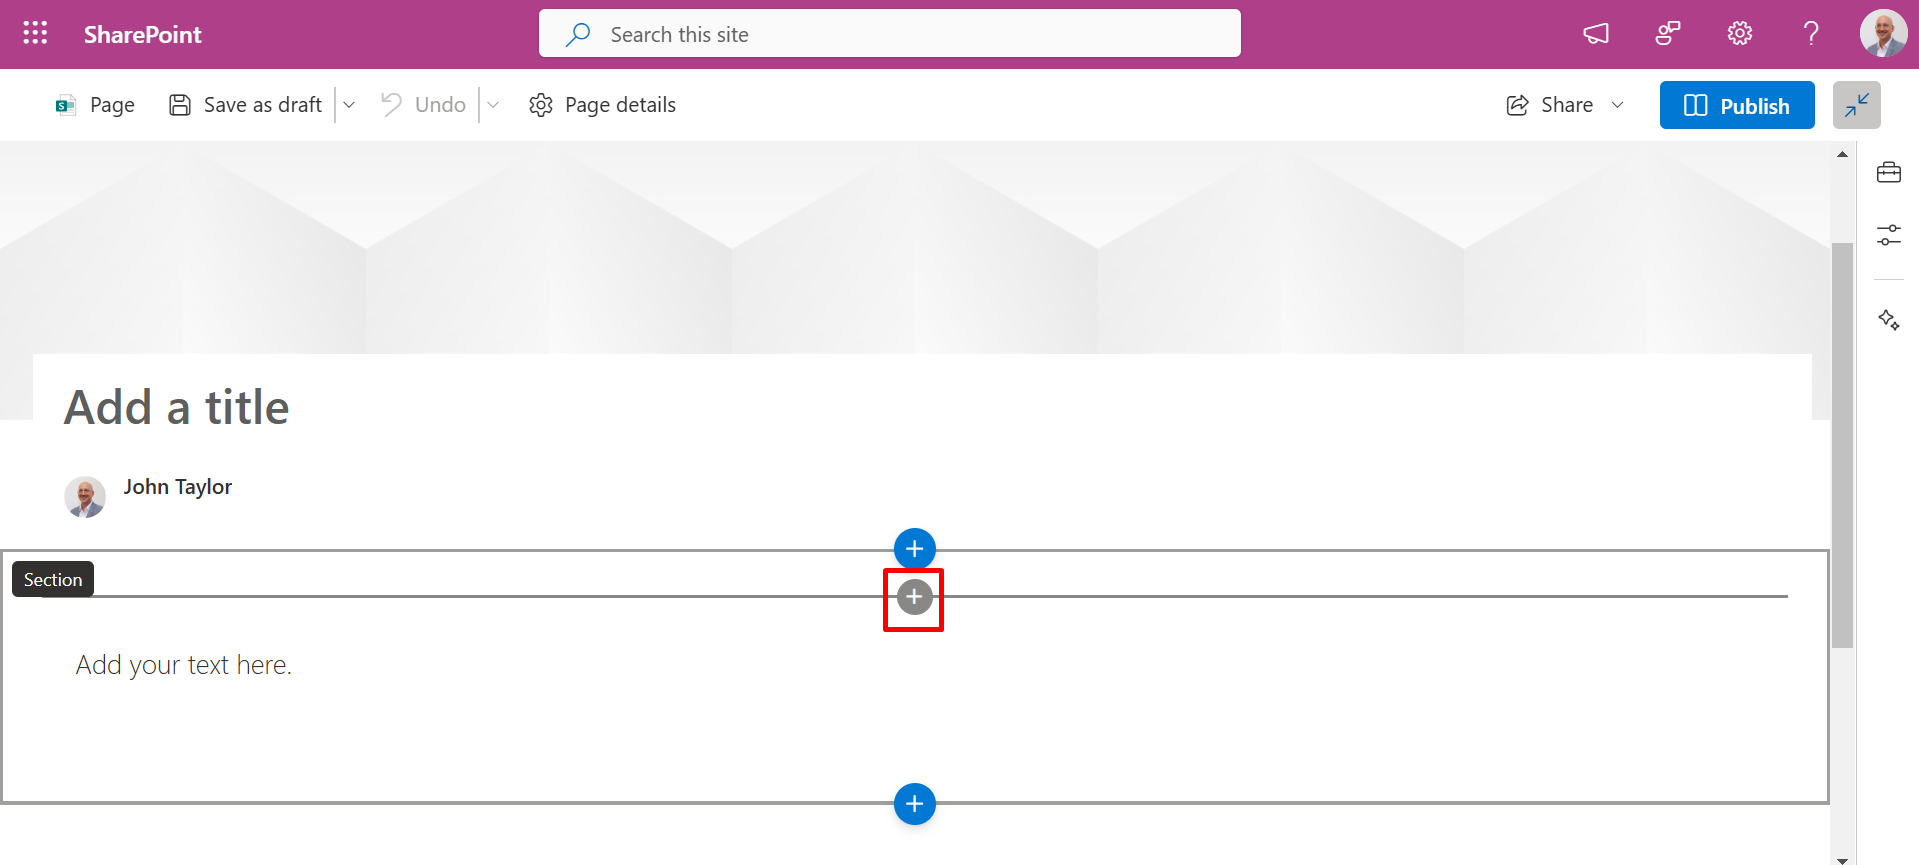 SharePoint
Search this site
Page
Save as draft
Undo
Page details
Share
Publish
Add a title
John Taylor
Section
Add your text here.